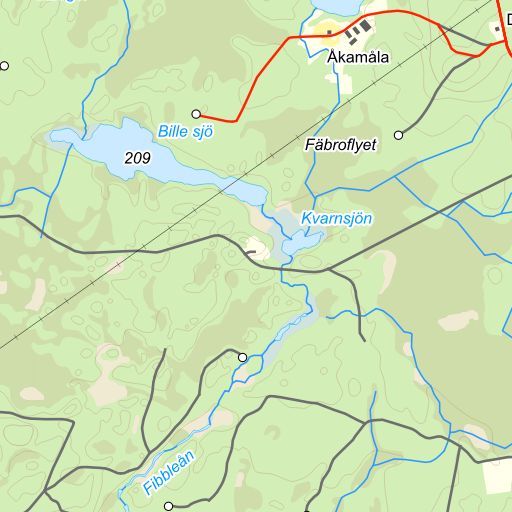 D
Åkamåla
Bille sjö
Fäbroflyet
209
Kvarnsjön
Fibbleån